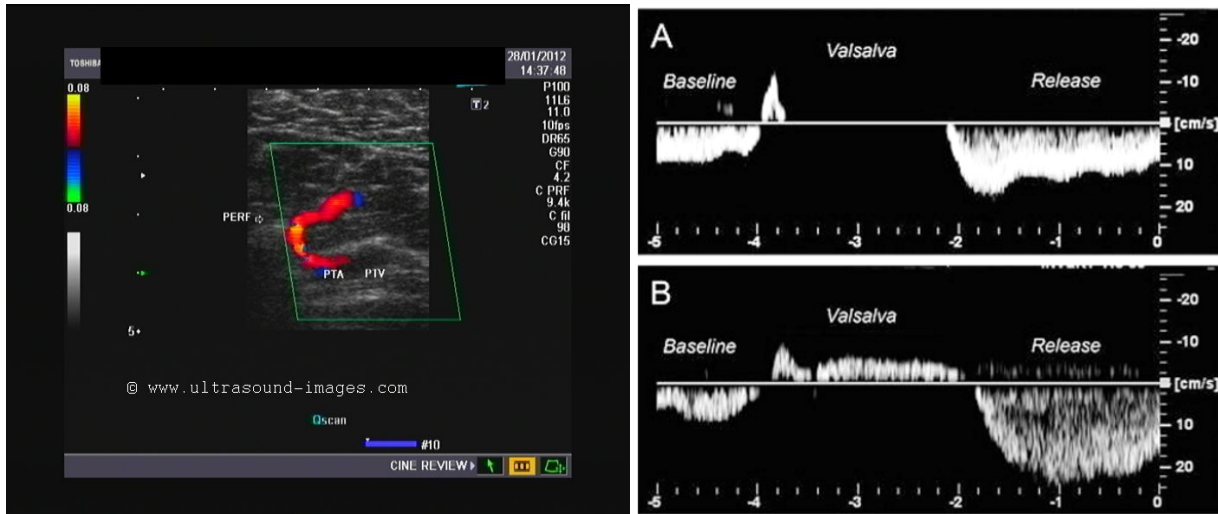 TOSHIBA
28/01/2012
14:37:48
0.08
0.08
P100
T 2
11L6
11.0
10fps
DR65
G90
CF
4.2
C PRF
9.4k
C fil
90
CG15
PERF
PTA PTV
5
© www.ultrasound-images.com
Qscan
#10
CINE REVIEW
A
Valsalva
Baseline
Release
-20
-10
[cm/s]
10
20
-5 -4 -3 -2 -1 0
B
Valsalva
Baseline
Release
-20
-10
[cm/s]
10
20
-5 -4 -3 -2 -1 0